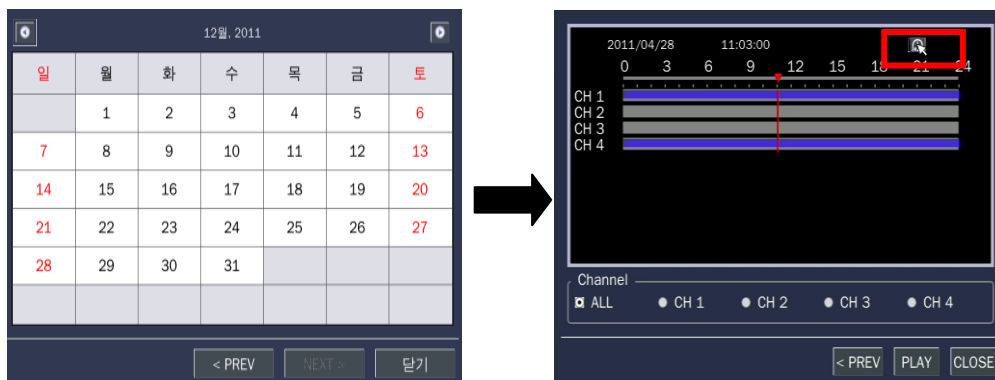 12월, 2011
일 월 화 수 목 금 토
1 2 3 4 5 6
7 8 9 10 11 12 13
14 15 16 17 18 19 20
21 22 23 24 25 26 27
28 29 30 31
< PREV NEXT > 닫기
2011/04/28 11:03:00
0 3 6 9 12 15 18 21 24
CH 1
CH 2
CH 3
CH 4
Channel
ALL CH 1 CH 2 CH 3 CH 4
< PREV PLAY CLOSE